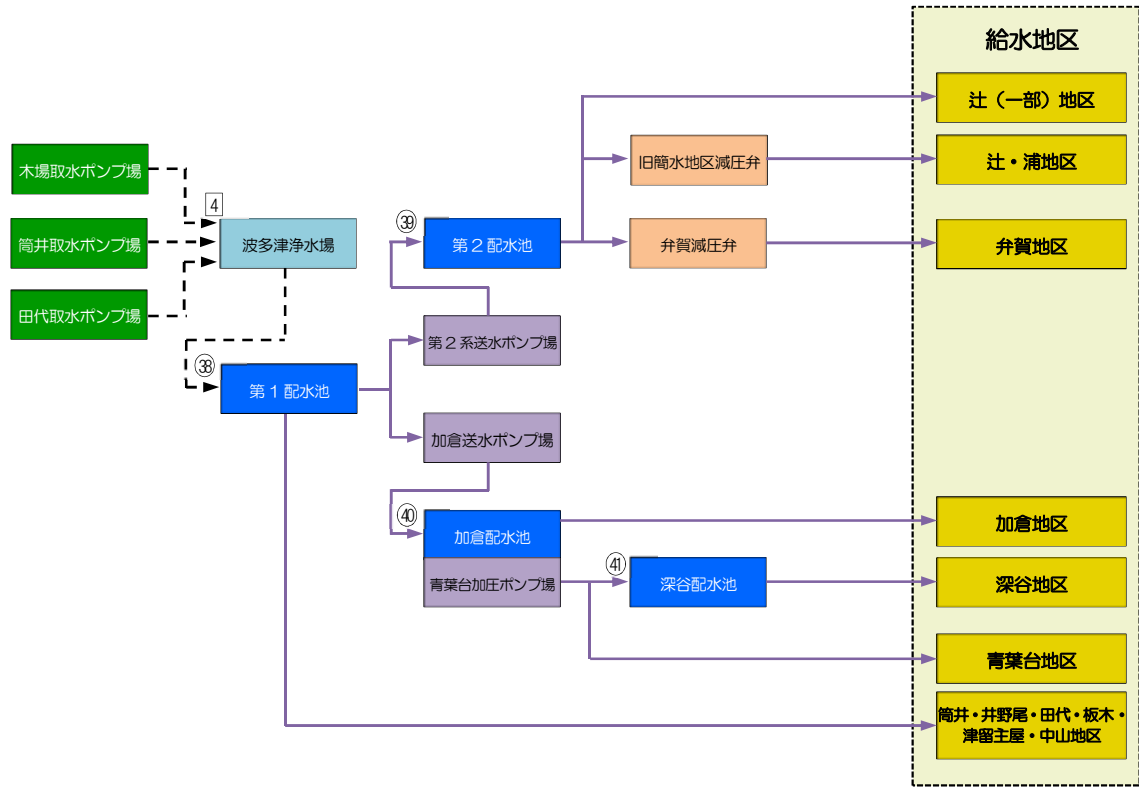 給水地区
辻（一部）地区
木場取水ポンプ場
旧簡水地区減圧弁
辻・浦地区
4
㊴
筒井取水ポンプ場
波多津浄水場
第２配水池
弁賀減圧弁
弁賀地区
田代取水ポンプ場
第２系送水ポンプ場
㊳
第１配水池
加倉送水ポンプ場
㊵
加倉配水池
加倉地区
青葉台加圧ポンプ場
㊶
深谷配水池
深谷地区
青葉台地区
筒井・井野尾・田代・板木・
津留主屋・中山地区